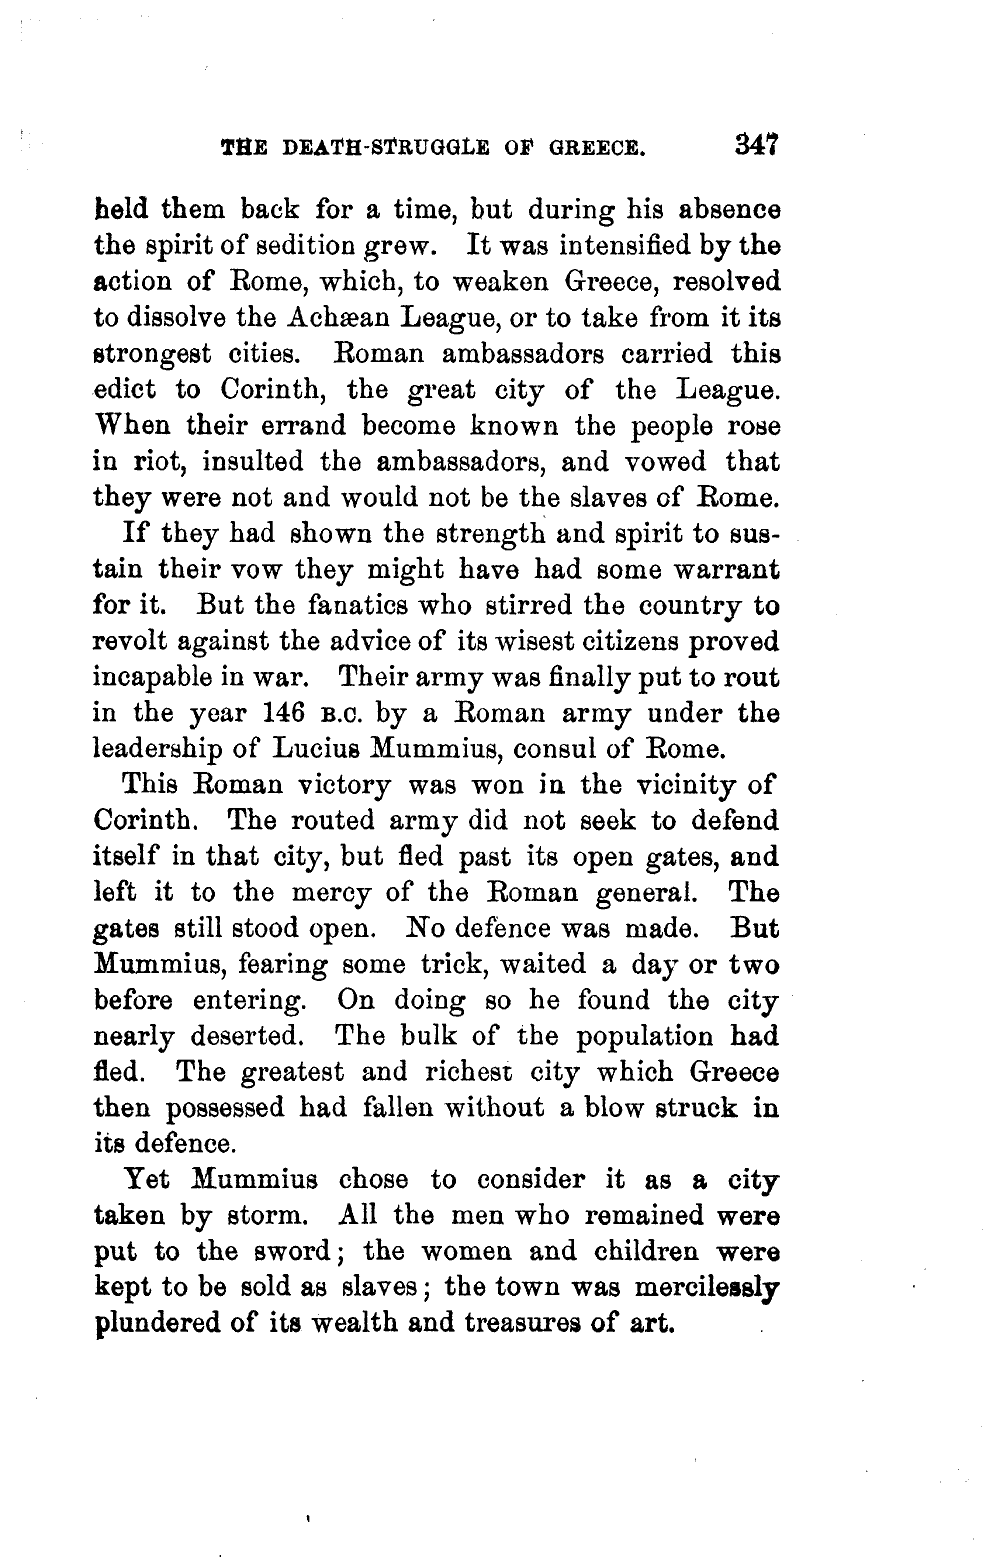 THE DEATH-STRUGGLE OF GREECE. 347
held them back for a time, but during his absence
the spirit of sedition grew. It was intensified by the
action of Rome, which, to weaken Greece, resolved
to dissolve the Achæan League, or to take from it its
strongest cities. Roman ambassadors carried this
edict to Corinth, the great city of the League.
When their errand become known the people rose
in riot, insulted the ambassadors, and vowed that
they were not and would not be the slaves of Rome.
If they had shown the strength and spirit to sus-
tain their vow they might have had some warrant
for it. But the fanatics who stirred the country to
revolt against the advice of its wisest citizens proved
incapable in war. Their army was finally put to rout
in the year 146 B.C. by a Roman army under the
leadership of Lucius Mummius, consul of Rome.
This Roman victory was won in the vicinity of
Corinth. The routed army did not seek to defend
itself in that city, but fled past its open gates, and
left it to the mercy of the Roman general. The
gates still stood open. No defence was made. But
Mummius, fearing some trick, waited a day or two
before entering. On doing so he found the city
nearly deserted. The bulk of the population had
fled. The greatest and richest city which Greece
then possessed had fallen without a blow struck in
its defence.
Yet Mummius chose to consider it as a city
taken by storm. All the men who remained were
put to the sword; the women and children were
kept to be sold as slaves; the town was mercilessly
plundered of its wealth and treasures of art.